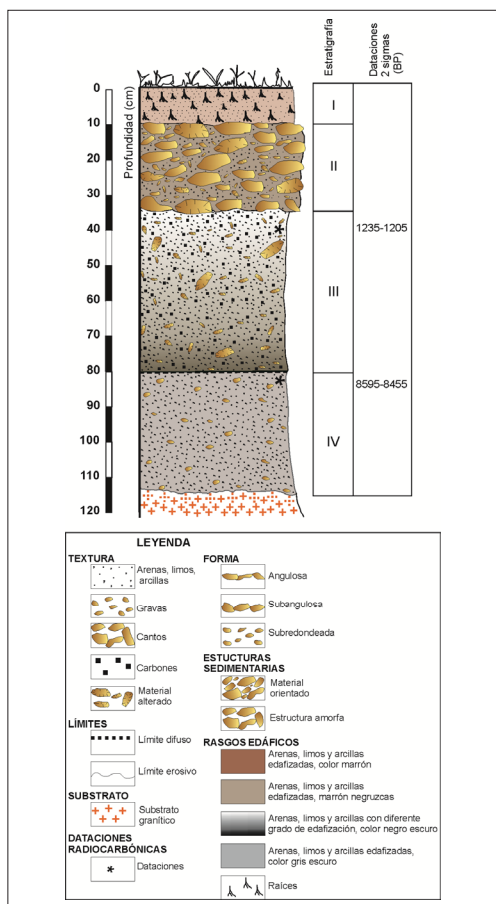 Estratigrafía
Dataciones
2 sigmas
(BP)
Profundidad (cm)
0
10
20
30
40
50
60
70
80
90
100
110
120
I
II
III
IV
1235-1205
8595-8455
*
*
LEYENDA
TEXTURA
Arenas, limos,
arcillas
Gravas
Cantos
Carbones
Material
alterado
LÍMITES
Límite difuso
Límite erosivo
SUBSTRATO
Substrato
granítico
DATACIONES
RADIOCARBÓNICAS
*
Dataciones
FORMA
Angulosa
Subangulosa
Subredondeada
ESTUCTURAS
SEDIMENTARIAS
Material
orientado
Estructura amorfa
RASGOS EDÁFICOS
Arenas, limos y arcillas
edafizadas, color marrón
Arenas, limos y arcillas
edafizadas, marrón negruzcas
Arenas, limos y arcillas con diferente
grado de edafización, color negro escuro
Arenas, limos y arcillas edafizadas,
color gris escuro
Raíces